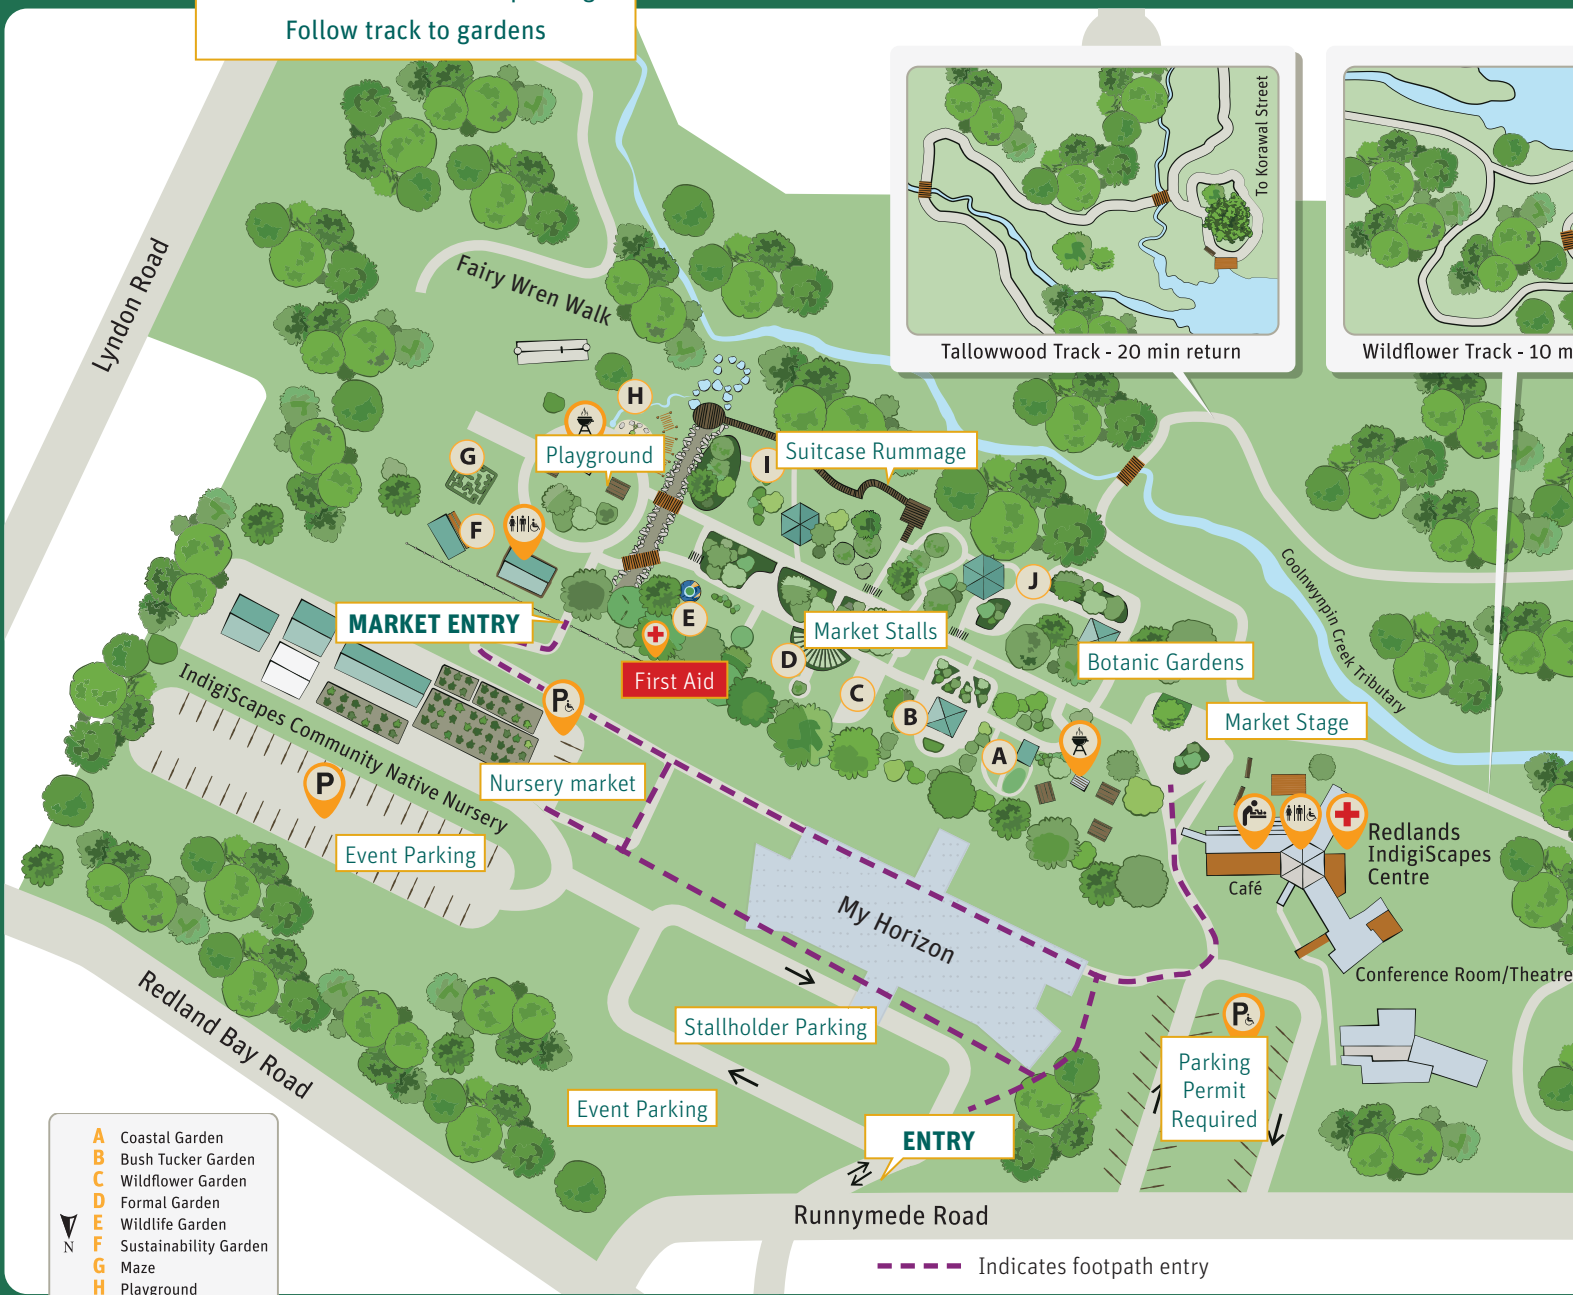 Follow track to gardens
To Korawal Street
Tallowwood Track - 20 min return
Wildflower Track - 10 m
Lyndon Road
Fairy Wren Walk
H
Playground
Suitcase Rummage
G
I
F
J
MARKET ENTRY
E
Market Stalls
D
First Aid
Botanic Gardens
Coolnwynpin Creek Tributary
C
B
A
Market Stage
IndigiScapes Community Native Nursery
P
P
Nursery market
Event Parking
Redlands
IndigiScapes
Centre
Café
My Horizon
Conference Room/Theatre
Redland Bay Road
Stallholder Parking
P
Parking
Permit
Required
Event Parking
ENTRY
Runnymede Road
Indicates footpath entry
N
A Coastal Garden
B Bush Tucker Garden
C Wildflower Garden
D Formal Garden
E Wildlife Garden
F Sustainability Garden
G Maze
H Playground